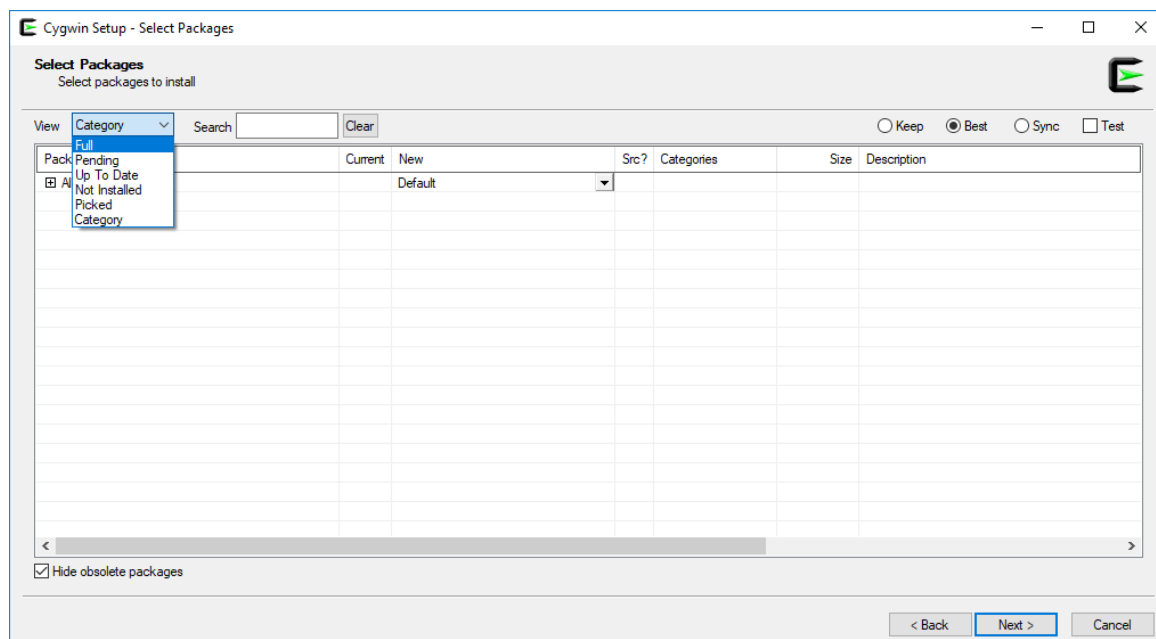 Cygwin Setup - Select Packages
Select Packages
Select packages to install
View Category Search Clear Keep Best Sync Test
Full
Pending
Up To Date
Not Installed
Picked
Category
Pack Current New Src? Categories Size Description
Al Default
Hide obsolete packages
< Back Next > Cancel